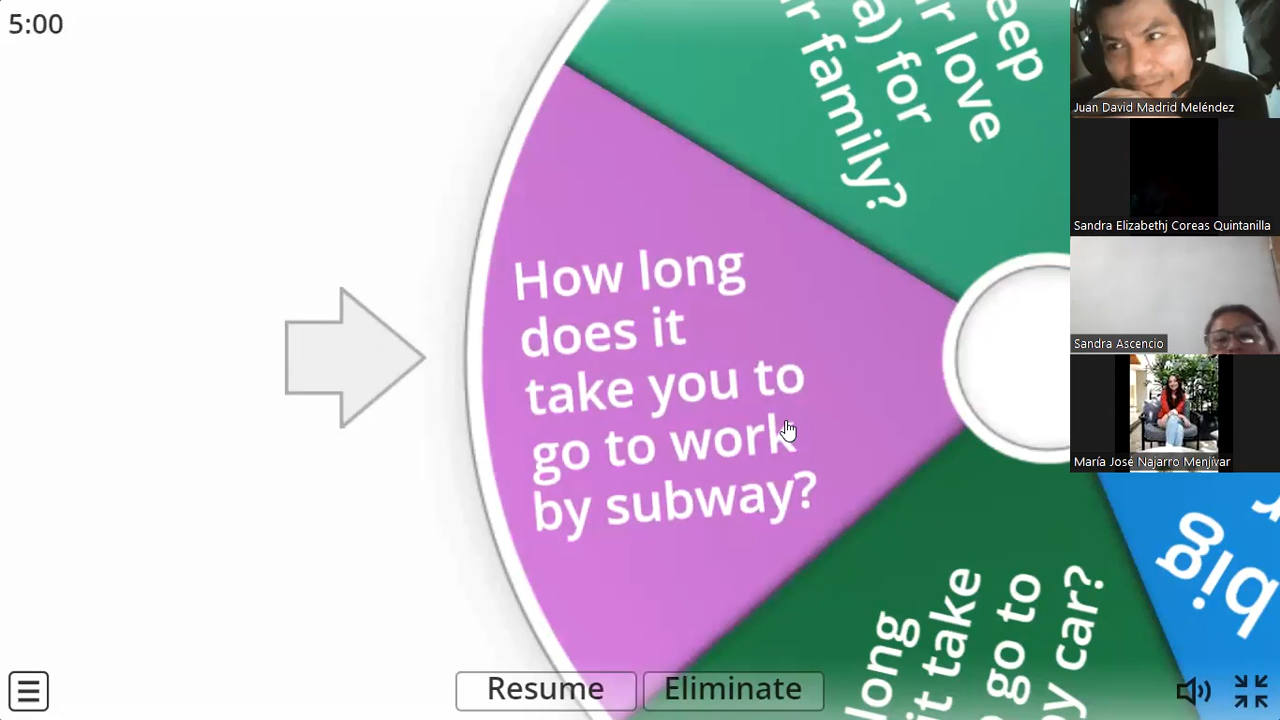 5:00
eep
r love
a) for
r family?
How long
does it
take you to
go to work
by subway?
long
it take
go to
y car?
big
r
Resume
Eliminate
Juan David Madrid Meléndez
Sandra Elizabethj Coreas Quintanilla
Sandra Ascencio
María José Najarro Menjívar